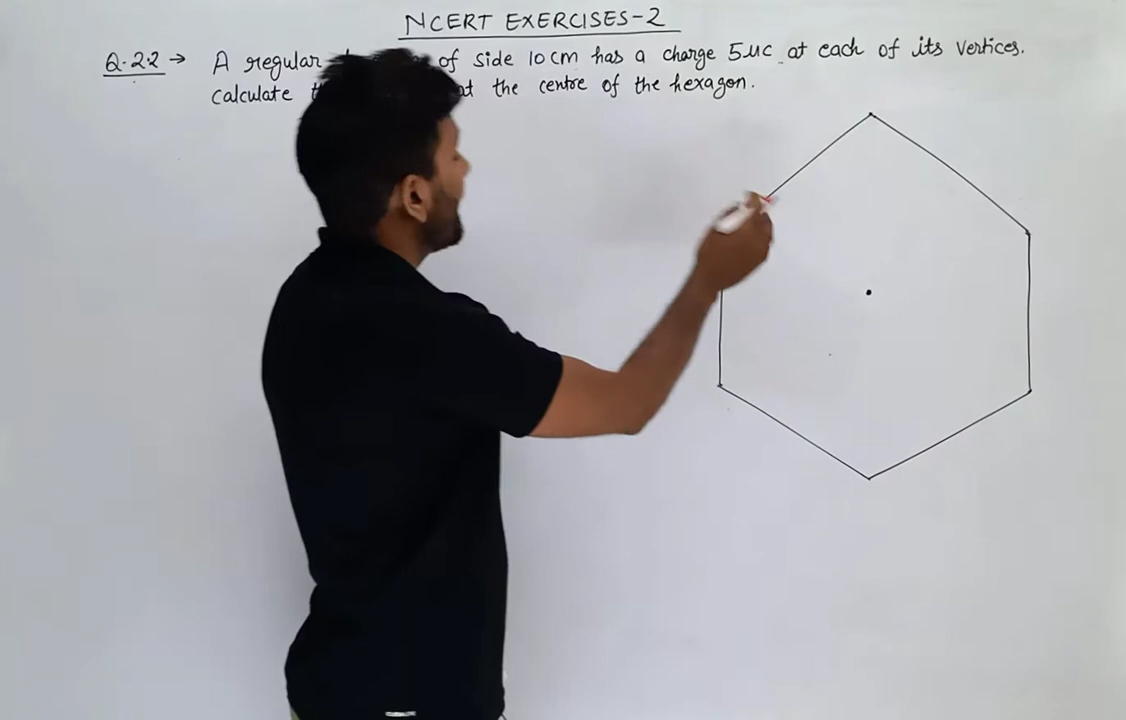 NCERT EXERCISES-2
Q.2.2 → A regular of side 10 cm has a charge 5μC at each of its vertices.
calculate at the centre of the hexagon.